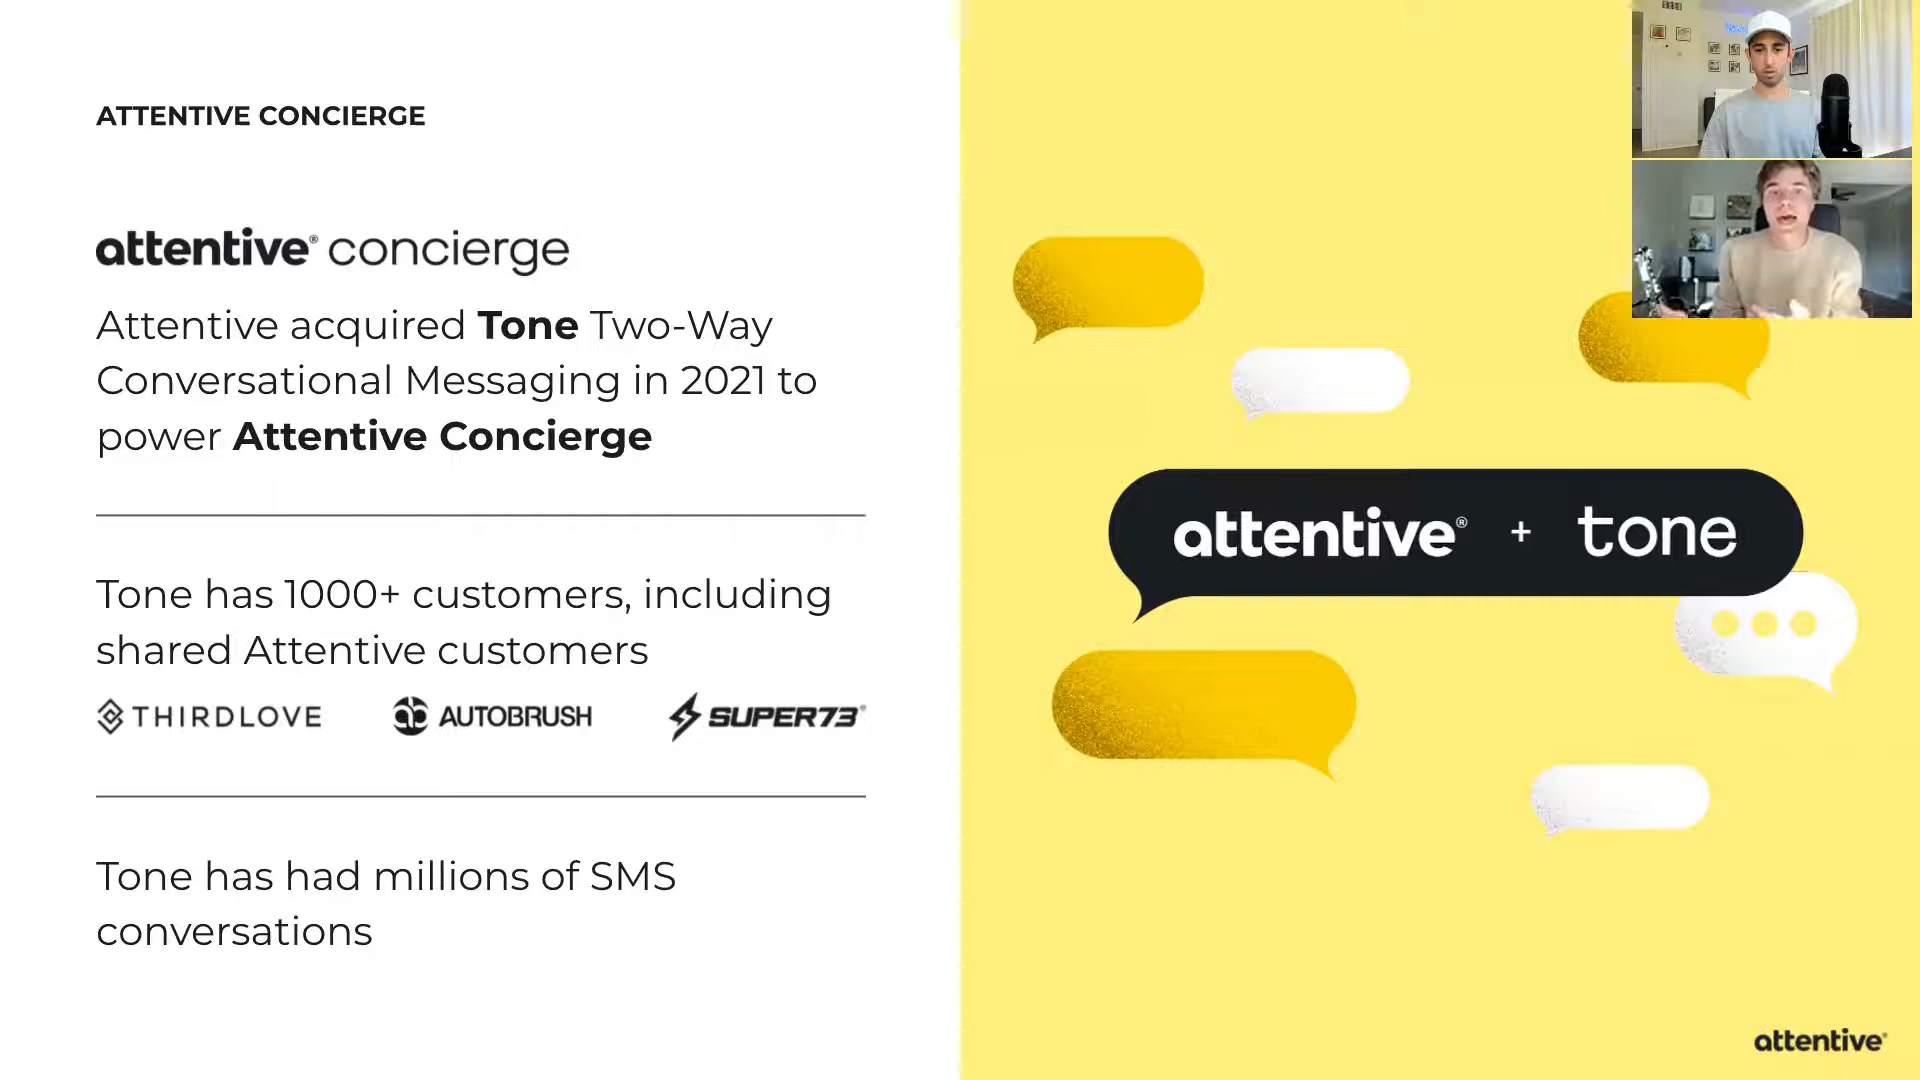 ATTENTIVE CONCIERGE
attentive® concierge
Attentive acquired Tone Two-Way
Conversational Messaging in 2021 to
power Attentive Concierge
Tone has 1000+ customers, including
shared Attentive customers
THIRDLOVE AUTOBRUSH SUPER73®
Tone has had millions of SMS
conversations
attentive® + tone
attentive®